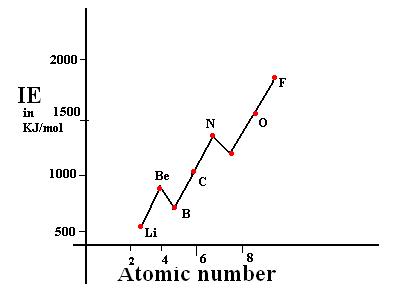 2000
IE
in
KJ/mol
1500
1000
500
Li
Be
B
C
N
O
F
2 4 6 8
Atomic number